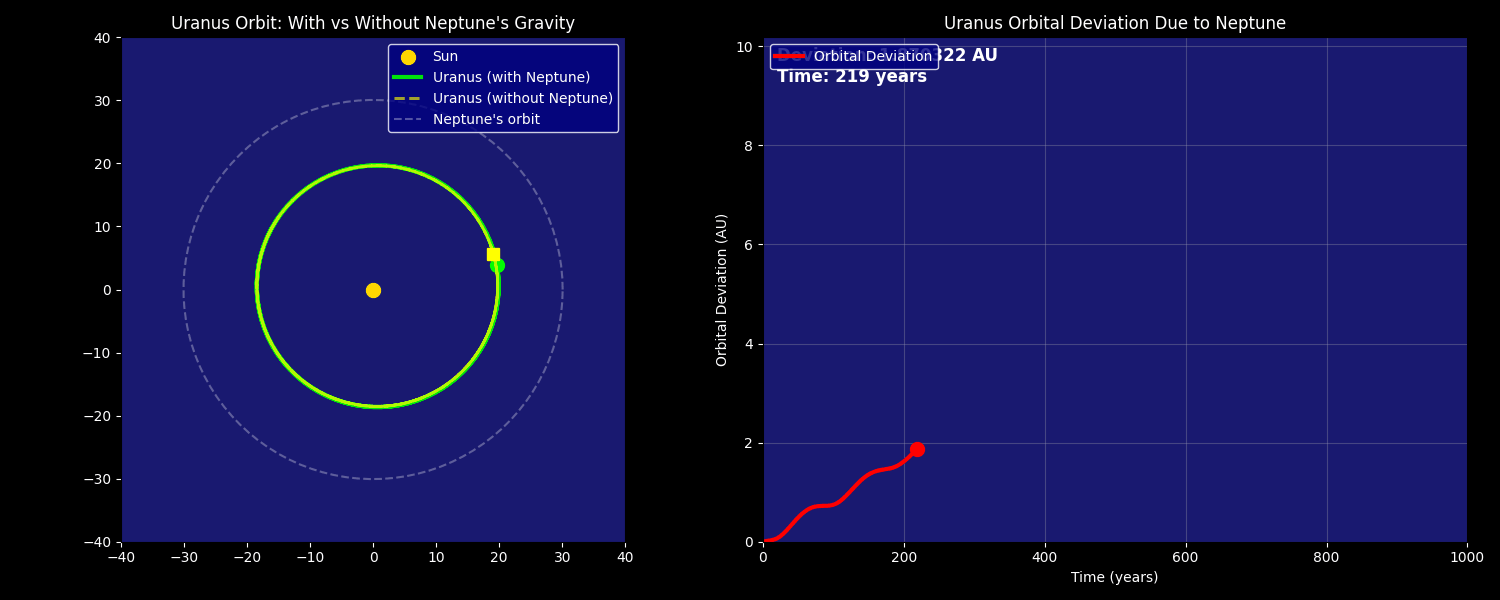 Uranus Orbit: With vs Without Neptune's Gravity
40
30
20
10
0
−10
−20
−30
−40
−40 −30 −20 −10 0 10 20 30 40
Sun
Uranus (with Neptune)
Uranus (without Neptune)
Neptune's orbit
Uranus Orbital Deviation Due to Neptune
Orbital Deviation (AU)
10
8
6
4
2
0
Deviation: 322 AU
Orbital Deviation
Time: 219 years
0 200 400 600 800 1000
Time (years)